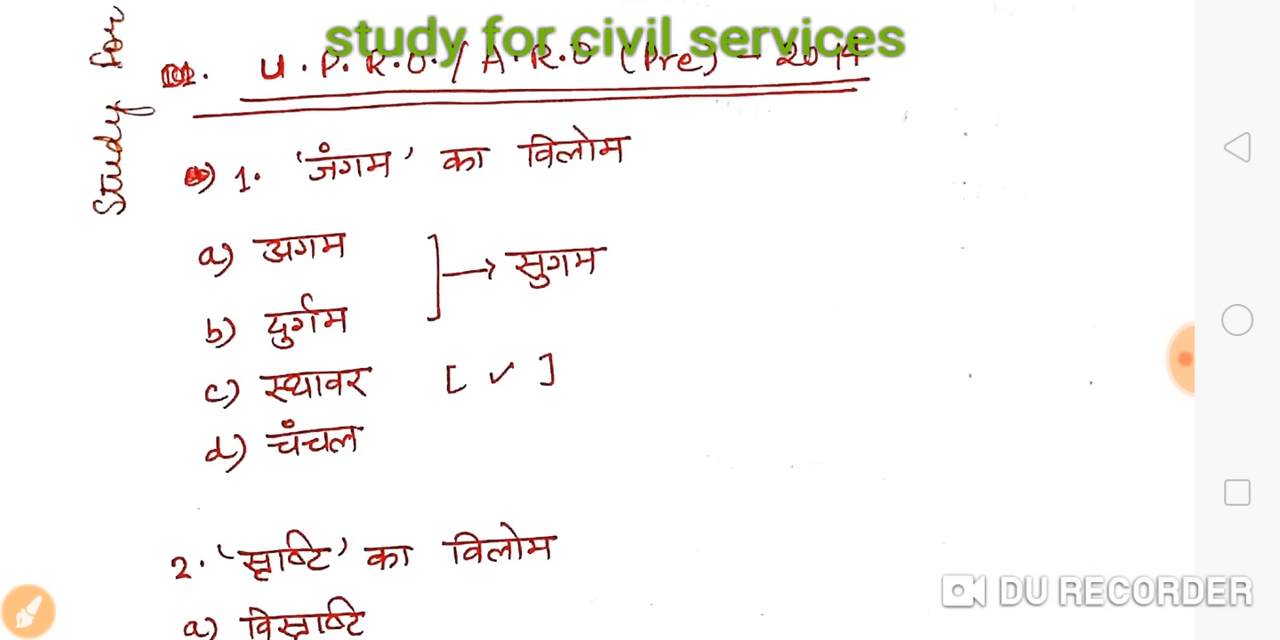 study for civil services
Study for
U.P.R.O./A.R.O (Pre) - 2014
1. 'जंगम' का विलोम
a) अगम
b) दुर्गम
→ सुगम
c) स्थावर [ ✓ ]
d) चंचल
2. 'सृष्टि' का विलोम
a) विसृष्टि
DU RECORDER